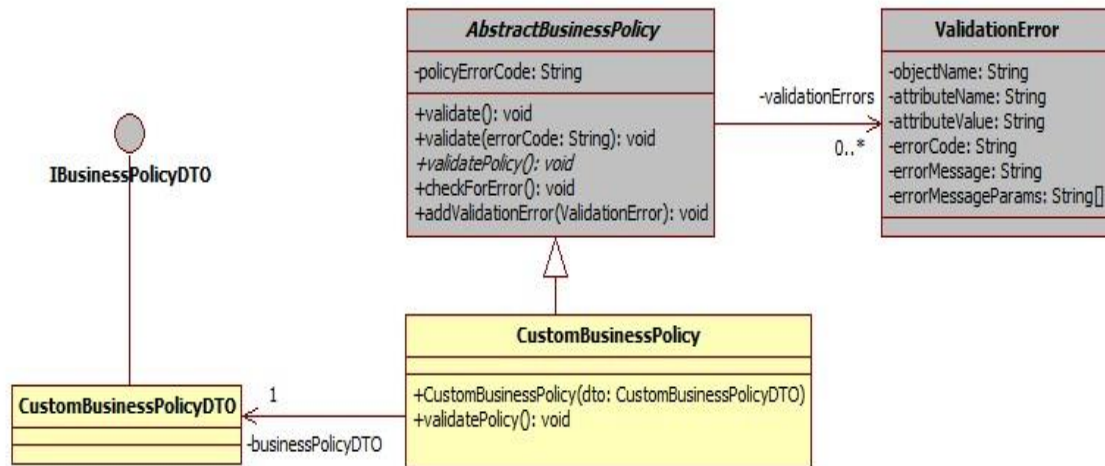 AbstractBusinessPolicy
-policyErrorCode: String
+validate(): void
+validate(errorCode: String): void
+validatePolicy(): void
+checkForError(): void
+addValidationError(ValidationError): void
-validationErrors
0..*
ValidationError
-objectName: String
-attributeName: String
-attributeValue: String
-errorCode: String
-errorMessage: String
-errorMessageParams: String[]
IBusinessPolicyDTO
CustomBusinessPolicy
+CustomBusinessPolicy(dto: CustomBusinessPolicyDTO)
+validatePolicy(): void
CustomBusinessPolicyDTO
1
-businessPolicyDTO